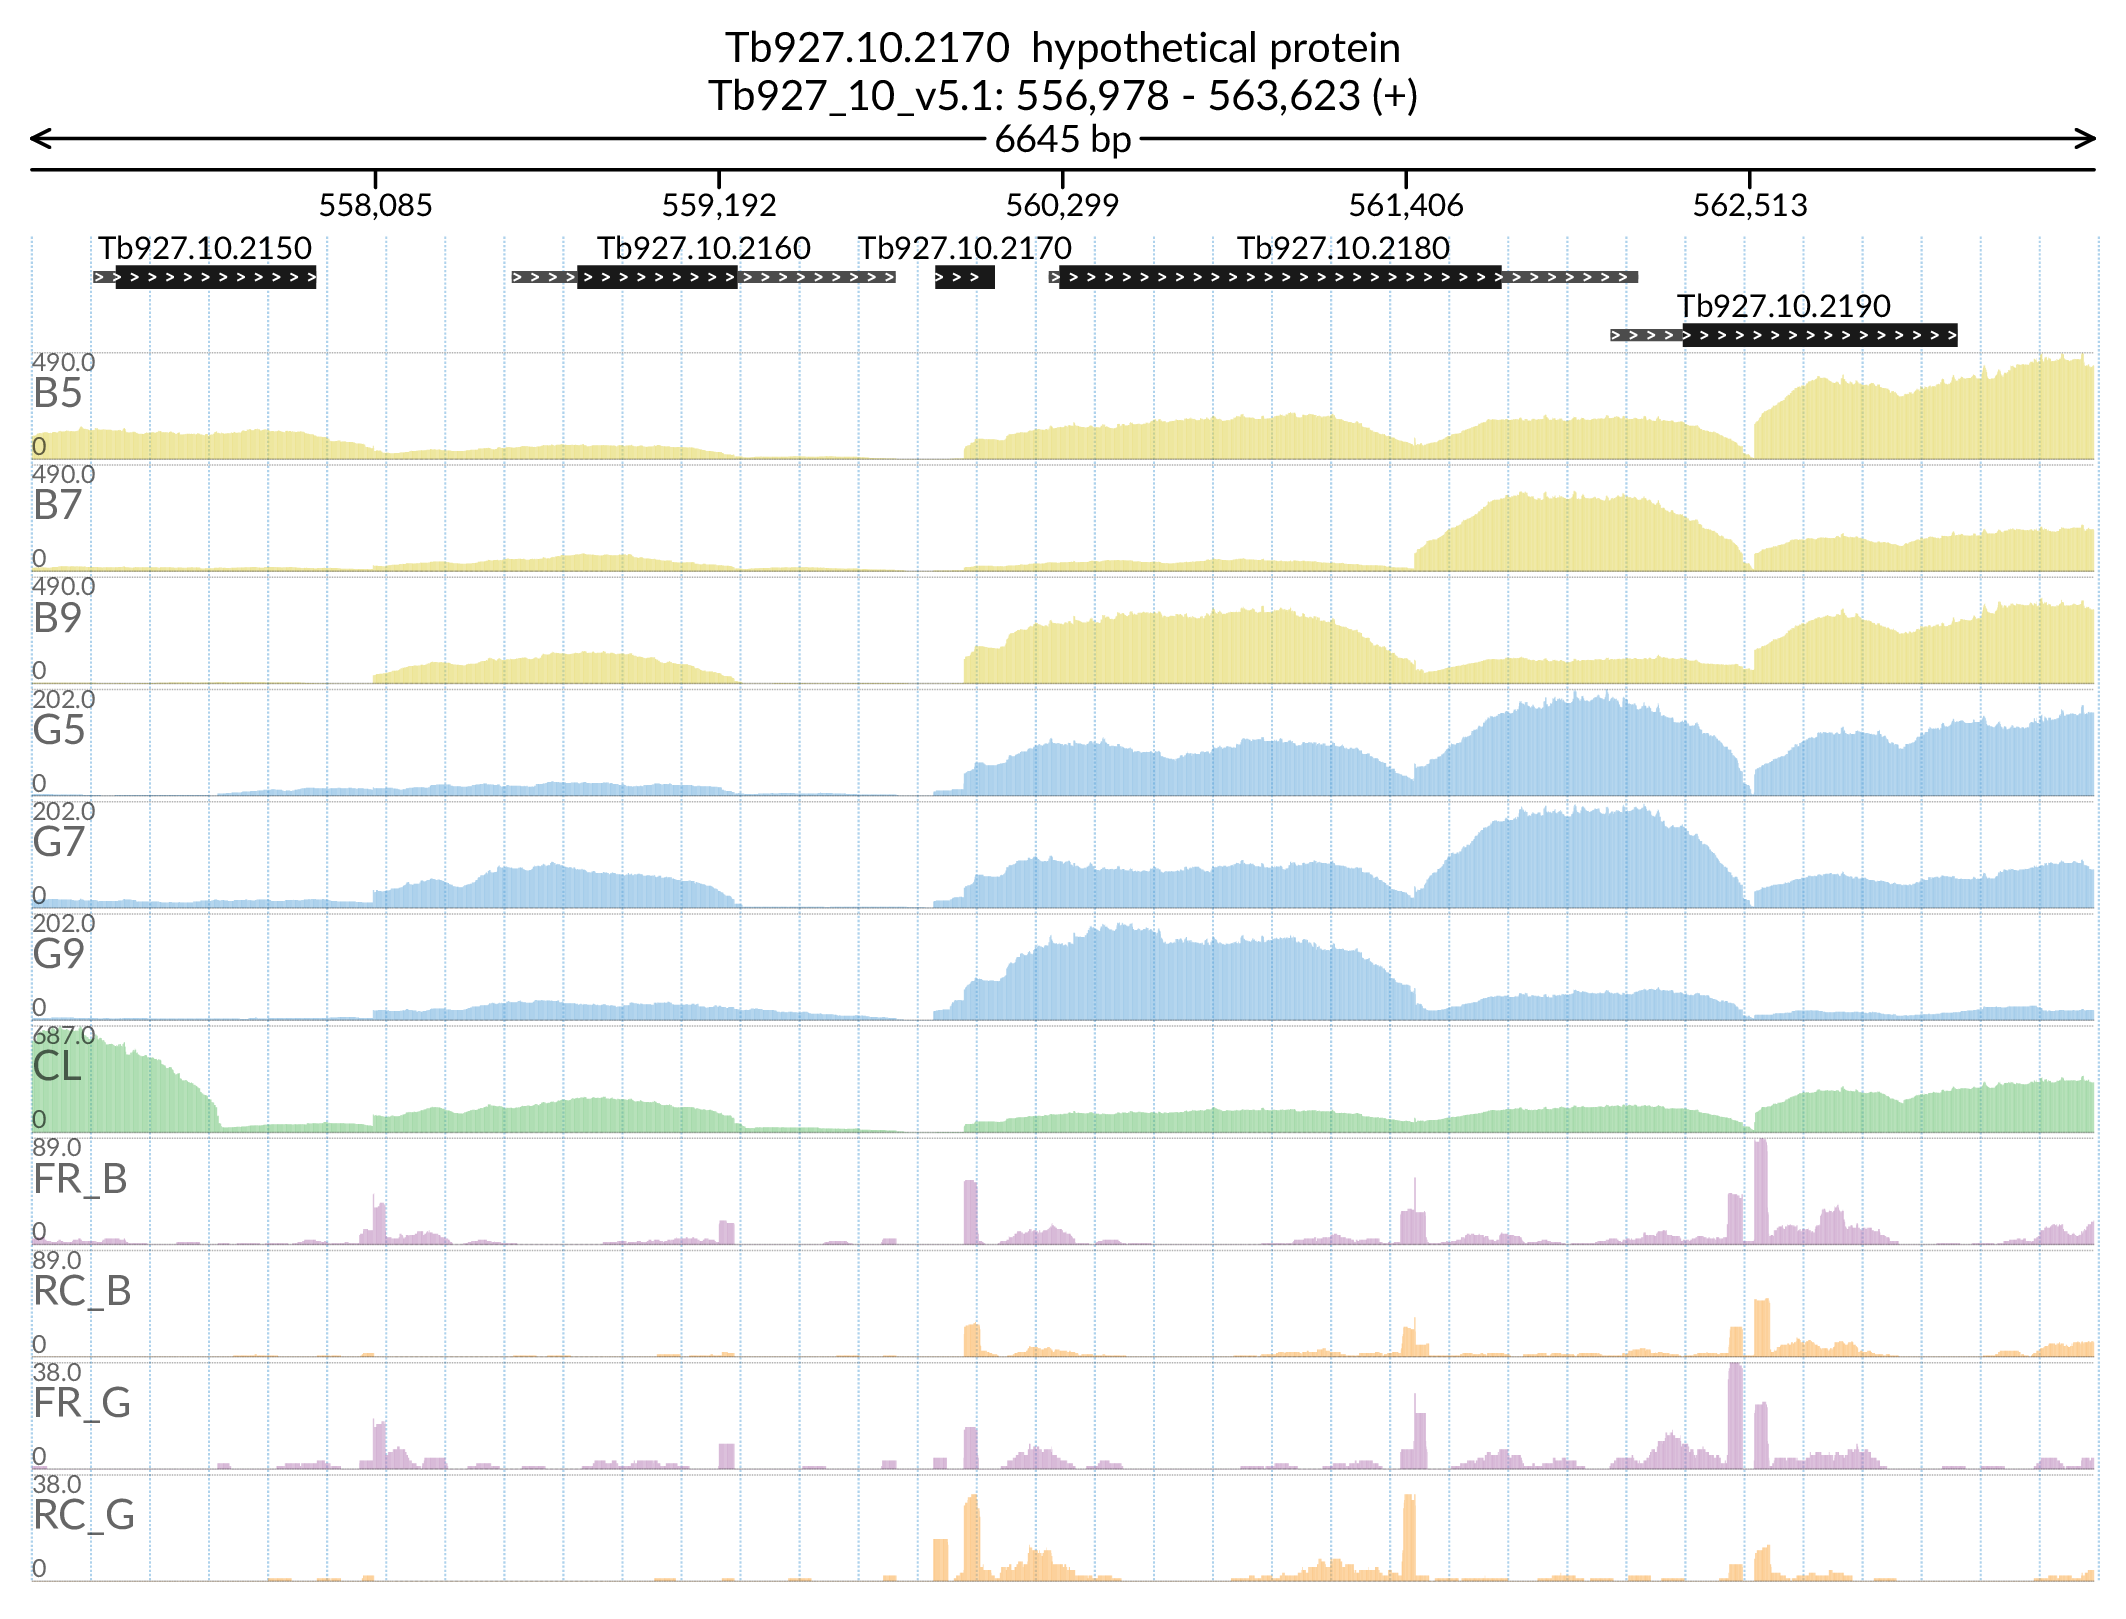 Tb927.10.2170  hypothetical protein
Tb927_10_v5.1: 556,978 - 563,623 (+)
6645 bp
558,085 559,192 560,299 561,406 562,513
Tb927.10.2150 Tb927.10.2160 Tb927.10.2170 Tb927.10.2180
Tb927.10.2190
490.0
B5
0
490.0
B7
0
490.0
B9
0
202.0
G5
0
202.0
G7
0
202.0
G9
0
687.0
CL
0
89.0
FR_B
0
89.0
RC_B
0
38.0
FR_G
0
38.0
RC_G
0